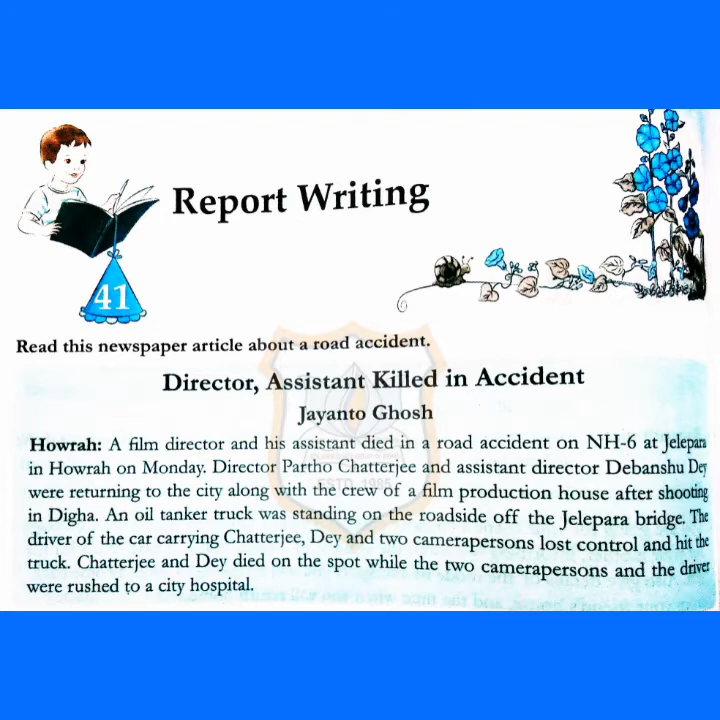 Report Writing
41
Read this newspaper article about a road accident.
Director, Assistant Killed in Accident
Jayanto Ghosh
Howrah: A film director and his assistant died in a road accident on NH-6 at Jelepara
in Howrah on Monday. Director Partho Chatterjee and assistant director Debanshu Dey
were returning to the city along with the crew of a film production house after shooting
in Digha. An oil tanker truck was standing on the roadside off the Jelepara bridge. The
driver of the car carrying Chatterjee, Dey and two camerapersons lost control and hit the
truck. Chatterjee and Dey died on the spot while the two camerapersons and the driver
were rushed to a city hospital.
ESTD. 1985